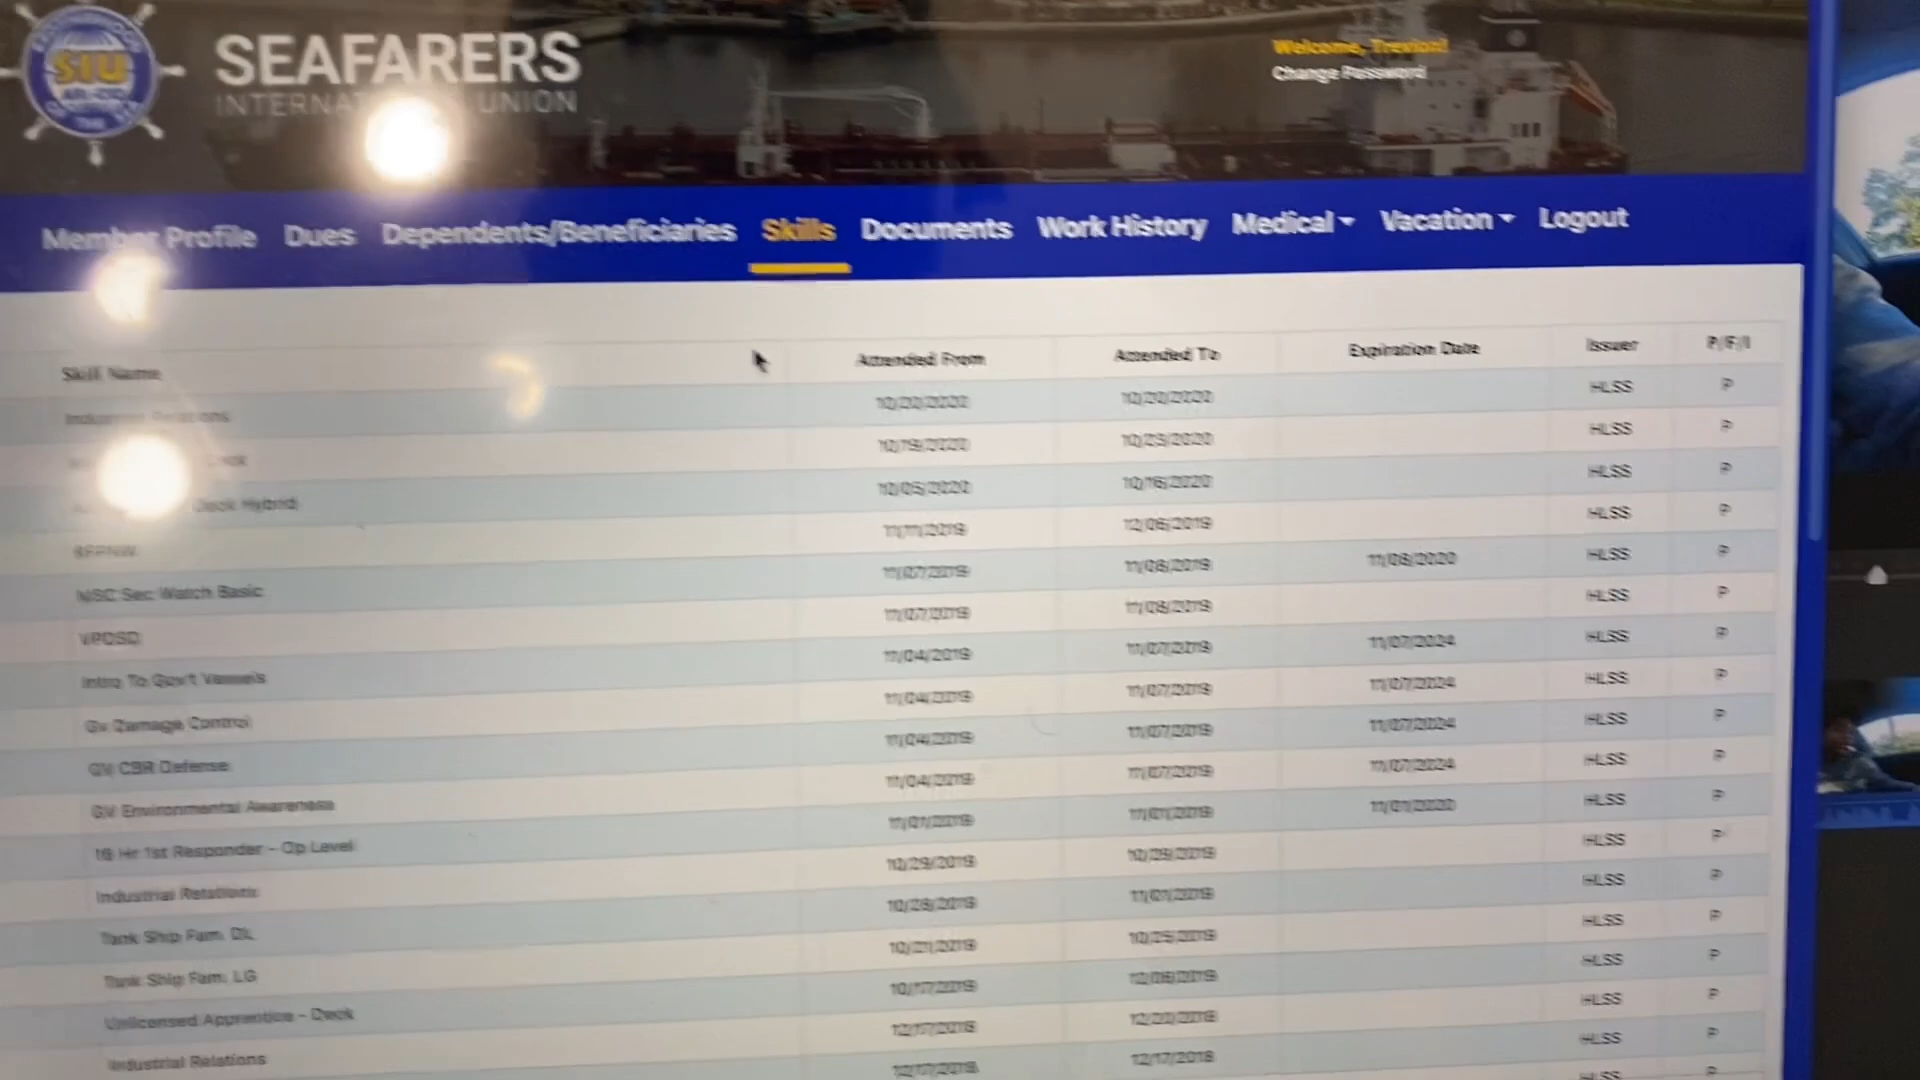 SIU
SEAFARERS
INTERNATIONAL UNION
Welcome, Trevion!
Change Password
Member Profile Dues Dependents/Beneficiaries Skills Documents Work History Medical Vacation Logout
Skill Name Attended From Attended To Expiration Date Issuer P/F/I
Industrial Relations 10/20/2020 10/20/2020 HLSS P
10/19/2020 10/23/2020 HLSS P
Deck Hybrid) 10/05/2020 10/16/2020 HLSS P
11/11/2019 12/06/2019 HLSS P
MSC Sec Watch Basic 11/07/2019 11/08/2019 11/08/2020 HLSS P
VPDSD 11/07/2019 11/08/2019 HLSS P
Intro To Gov't Vessels 11/04/2019 11/07/2019 11/07/2024 HLSS P
Gv Damage Control 11/04/2019 11/07/2019 11/07/2024 HLSS P
GV CBR Defense 11/04/2019 11/07/2019 11/07/2024 HLSS P
GV Environmental Awareness 11/04/2019 11/07/2019 11/07/2024 HLSS P
16 Hr 1st Responder - Op Level 11/01/2019 11/01/2019 11/01/2020 HLSS P
Industrial Relations 10/29/2019 10/29/2019 HLSS P
Tank Ship Fam. DL 10/28/2019 11/01/2019 HLSS P
Tank Ship Fam. LG 10/21/2019 10/25/2019 HLSS P
Unlicensed Apprentice - Deck 10/17/2019 12/06/2019 HLSS P
Industrial Relations 12/17/2018 12/20/2018 HLSS P
12/17/2018 12/17/2018 HLSS P
HLSS P